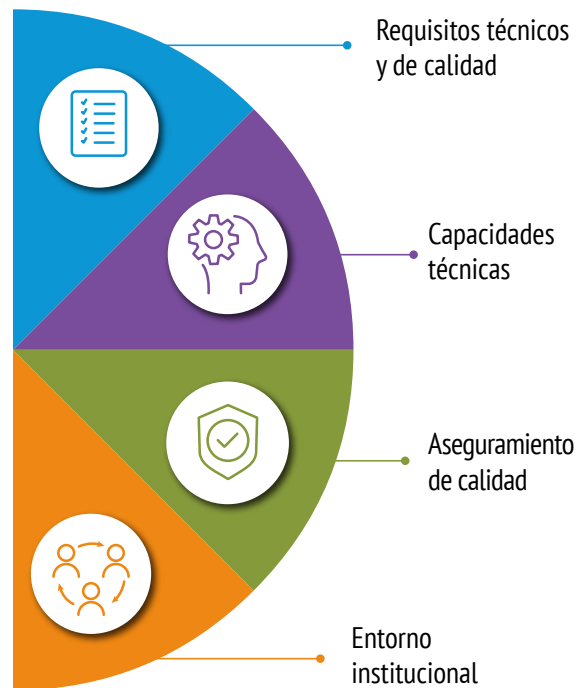 Requisitos técnicos
y de calidad
Capacidades
técnicas
Aseguramiento
de calidad
Entorno
institucional